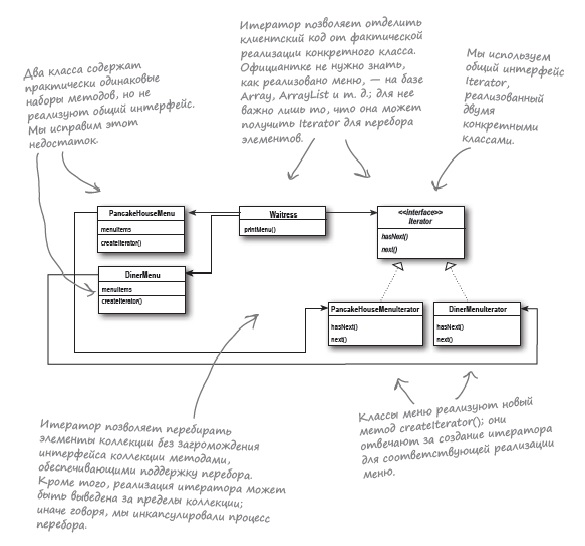 Итератор позволяет отделить
клиентский код от фактической
реализации конкретного класса.
Официантке не нужно знать,
как реализовано меню, — на базе
Array, ArrayList и т. д.; для нее
важно лишь то, что она может
получить Iterator для перебора
элементов.
Два класса содержат
практически одинаковые
наборы методов, но не
реализуют общий интерфейс.
Мы исправим этот
недостаток.
Мы используем
общий интерфейс
Iterator,
реализованный
двумя
конкретными
классами.
PancakeHouseMenu
menuItems
createIterator()
Waitress
printMenu()
<<interface>>
Iterator
hasNext()
next()
DinerMenu
menuItems
createIterator()
PancakeHouseMenuIterator
hasNext()
next()
DinerMenuIterator
hasNext()
next()
Итератор позволяет перебирать
элементы коллекции без загромождения
интерфейса коллекции методами,
обеспечивающими поддержку перебора.
Кроме того, реализация итератора может
быть выведена за пределы коллекции;
иначе говоря, мы инкапсулировали процесс
перебора.
Классы меню реализуют новый
метод createIterator(); они
отвечают за создание итератора
для соответствующей реализации
меню.